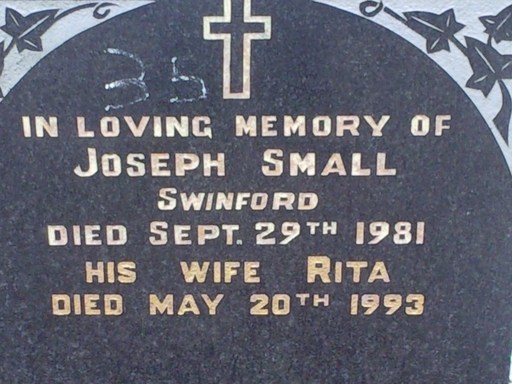 35
IN LOVING MEMORY OF
JOSEPH SMALL
SWINFORD
DIED SEPT. 29TH 1981
HIS WIFE RITA
DIED MAY 20TH 1993